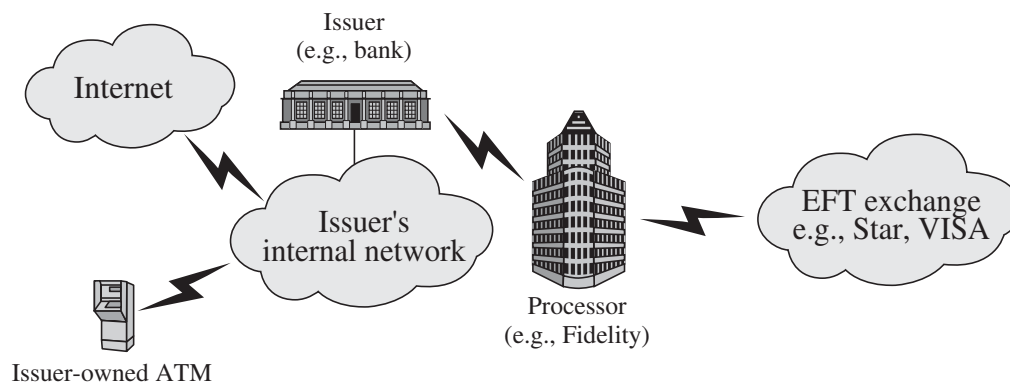 Issuer
(e.g., bank)
Internet
Issuer's
internal network
EFT exchange
e.g., Star, VISA
Processor
(e.g., Fidelity)
Issuer-owned ATM